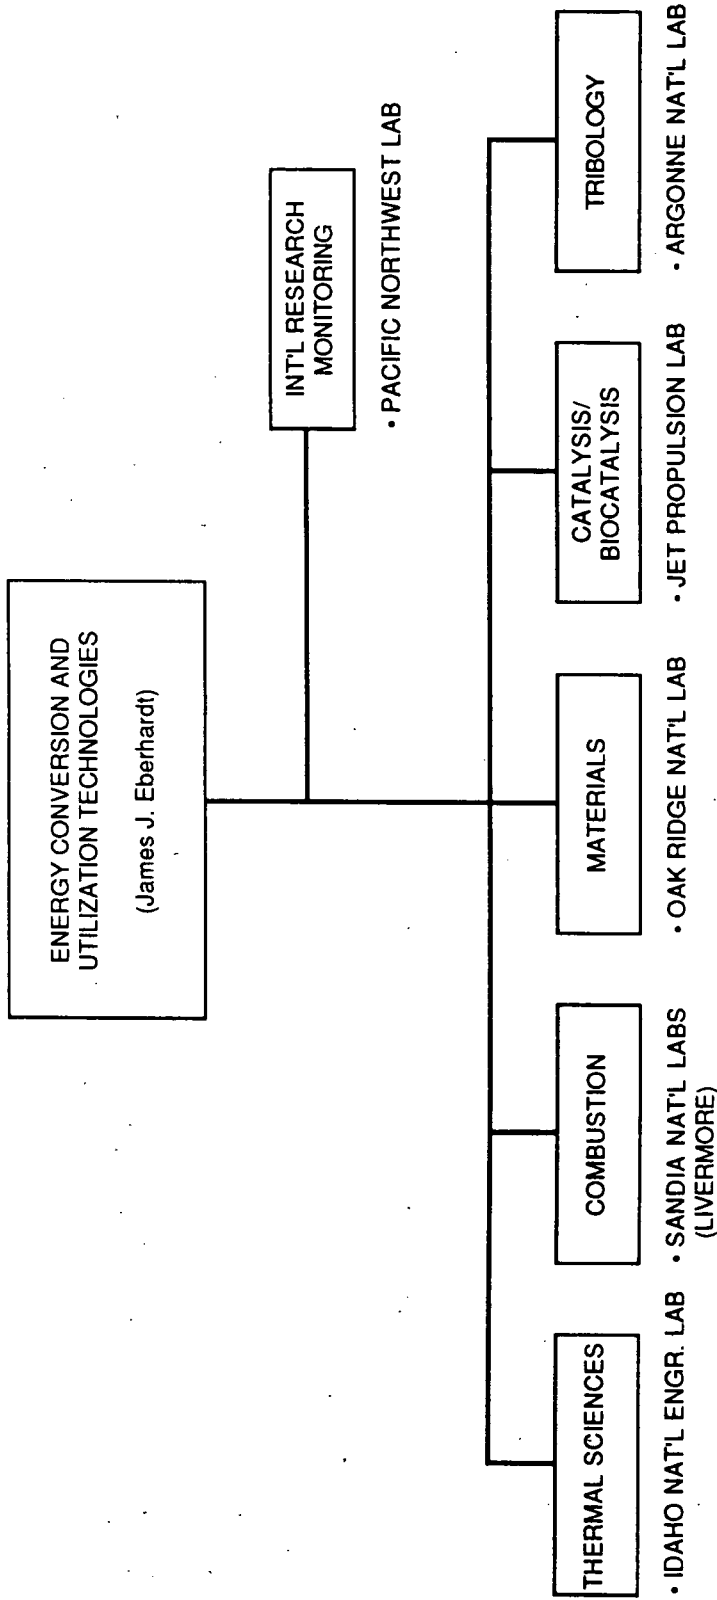 ENERGY CONVERSION AND
UTILIZATION TECHNOLOGIES
(James J. Eberhardt)
INT'L RESEARCH
MONITORING
• PACIFIC NORTHWEST LAB
THERMAL SCIENCES
• IDAHO NAT'L ENGR. LAB
COMBUSTION
• SANDIA NAT'L LABS
(LIVERMORE)
MATERIALS
• OAK RIDGE NAT'L LAB
CATALYSIS/
BIOCATALYSIS
• JET PROPULSION LAB
TRIBOLOGY
• ARGONNE NAT'L LAB